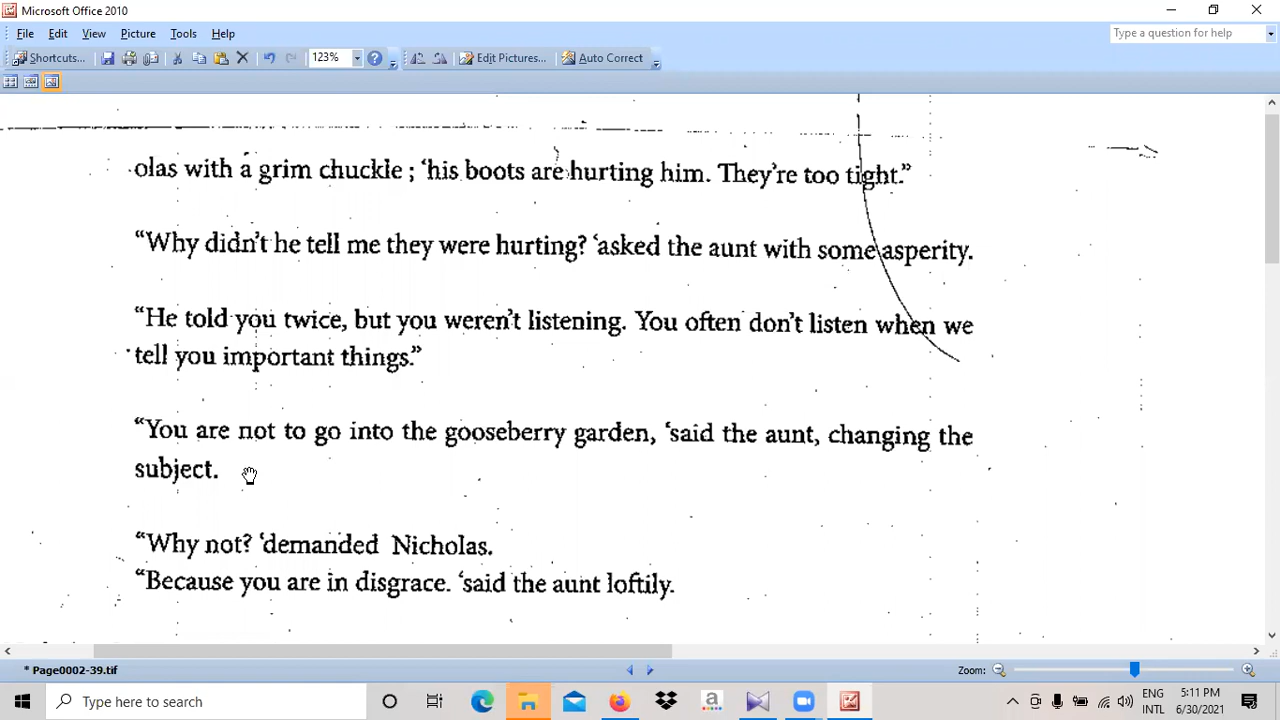 Microsoft Office 2010
File Edit View Picture Tools Help
Type a question for help
Shortcuts... 123% Edit Pictures... Auto Correct
olas with a grim chuckle ; ‘his boots are hurting him. They’re too tight.”
“Why didn’t he tell me they were hurting? ‘asked the aunt with some asperity.
“He told you twice, but you weren’t listening. You often don’t listen when we
tell you important things.”
“You are not to go into the gooseberry garden, ‘said the aunt, changing the
subject.
“Why not? ‘demanded Nicholas.
“Because you are in disgrace. ‘said the aunt loftily.
* Page0002-39.tif
Zoom:
Type here to search
ENG 5:11 PM
INTL 6/30/2021